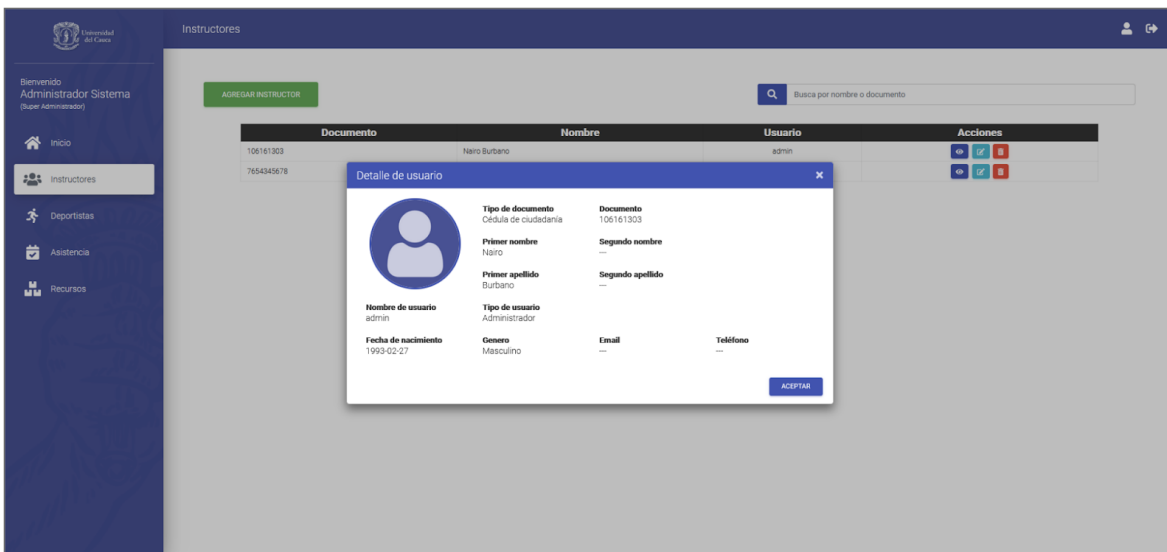 Universidad
del Cauca
Instructores
Bienvenido
Administrador Sistema
(Super Administrador)
Inicio
Instructores
Deportistas
Asistencia
Recursos
AGREGAR INSTRUCTOR
Busca por nombre o documento
Documento Nombre Usuario Acciones
106161303 Nairo Burbano admin
7654345678
Detalle de usuario ×
Tipo de documento Documento
Cédula de ciudadanía 106161303
Primer nombre Segundo nombre
Nairo ---
Primer apellido Segundo apellido
Burbano ---
Nombre de usuario Tipo de usuario
admin Administrador
Fecha de nacimiento Genero Email Teléfono
1993-02-27 Masculino --- ---
ACEPTAR